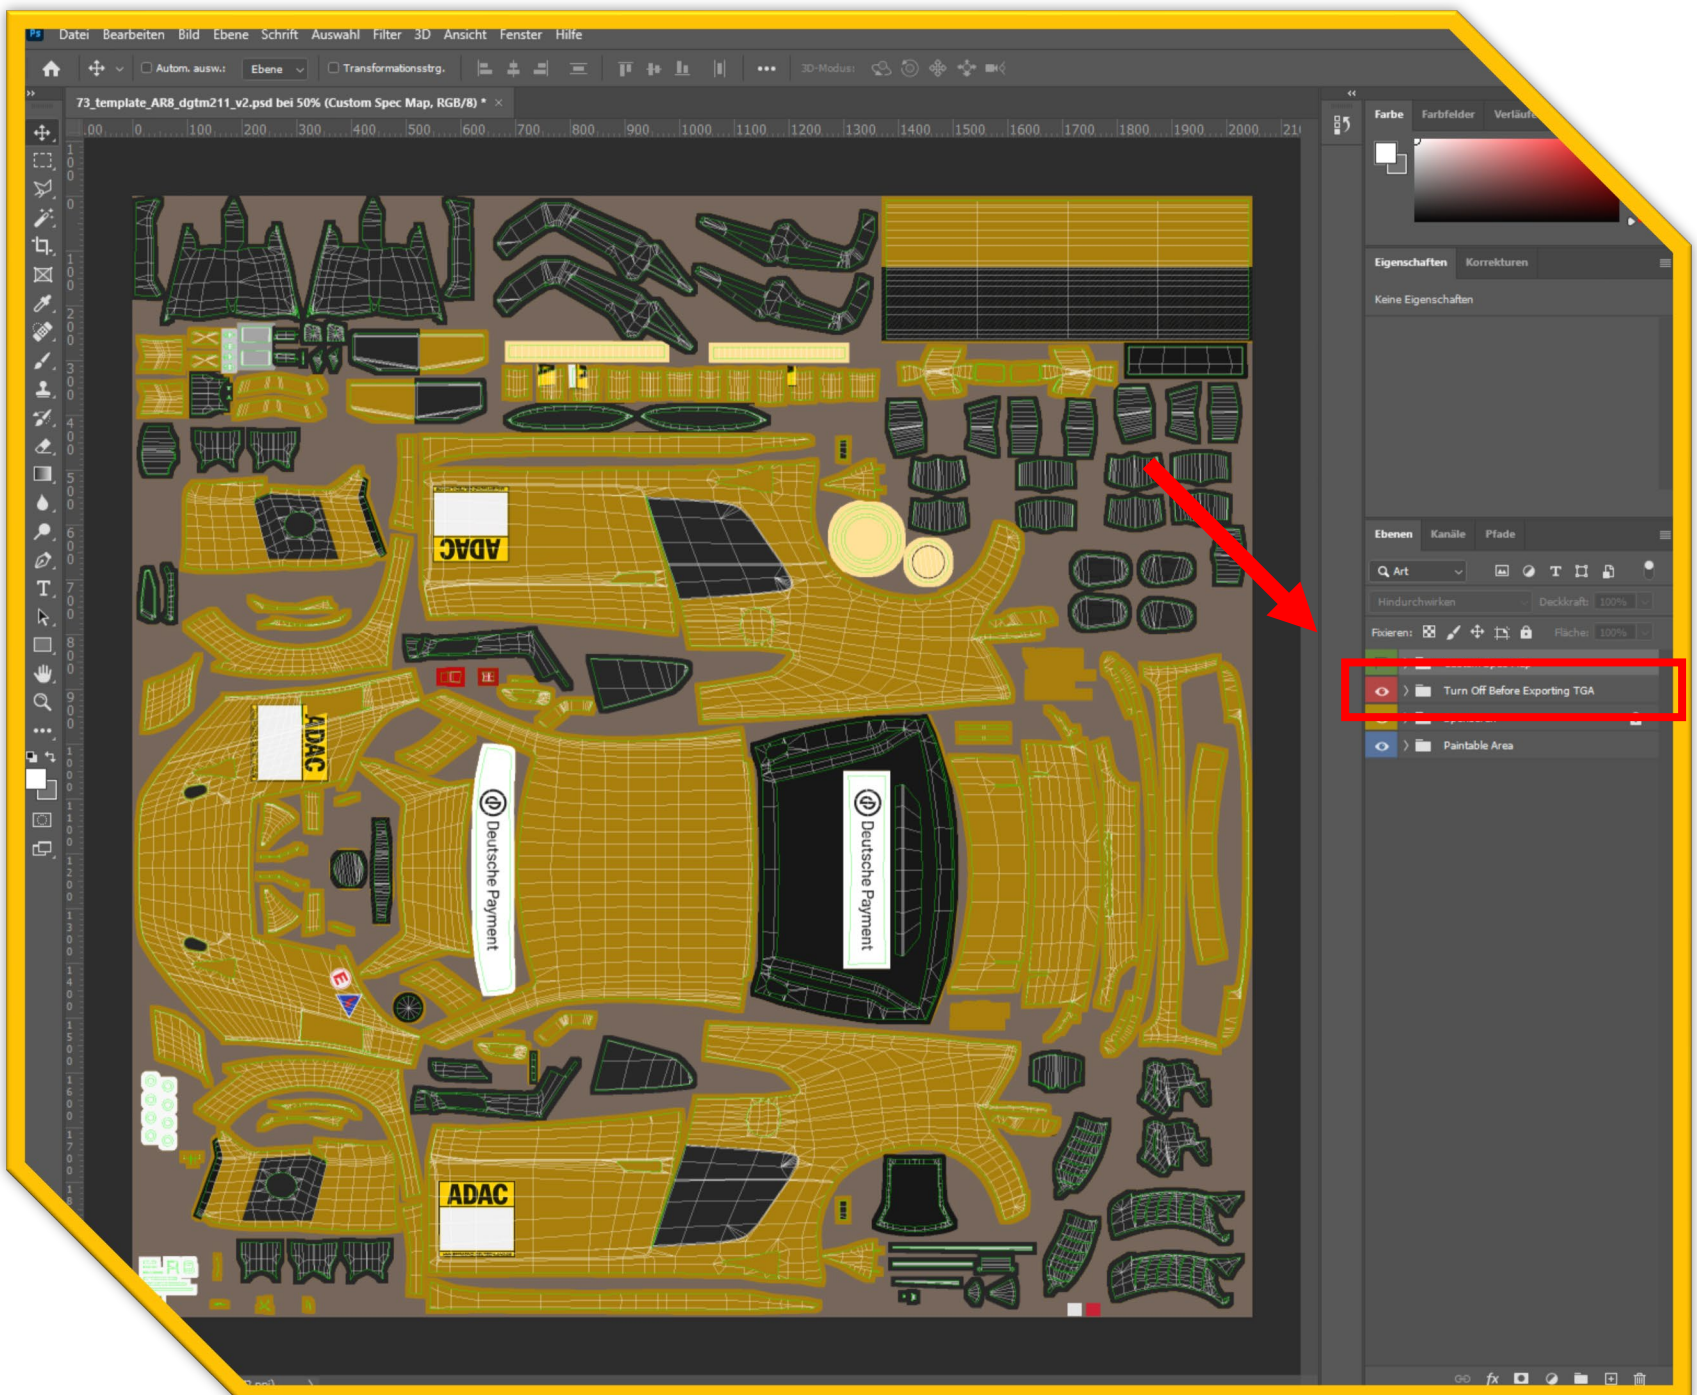 Ps Datei Bearbeiten Bild Ebene Schrift Auswahl Filter 3D Ansicht Fenster Hilfe
Autom. ausw.: Ebene Transformationsstrg. 3D-Modus:
73_template_AR8_dgtm211_v2.psd bei 50% (Custom Spec Map, RGB/8) * ×
0 100 200 300 400 500 600 700 800 900 1000 1100 1200 1300 1400 1500 1600 1700 1800 1900 2000
Farbe Farbfelder
Eigenschaften Korrekturen
Keine Eigenschaften
Ebenen Kanäle Pfade
Art
Hindurchwirken Deckkraft: 100%
Fixieren: Fläche: 100%
Turn Off Before Exporting TGA
Paintable Area
ADAC
ADAC
Deutsche Payment
Deutsche Payment
E
ADAC
fx